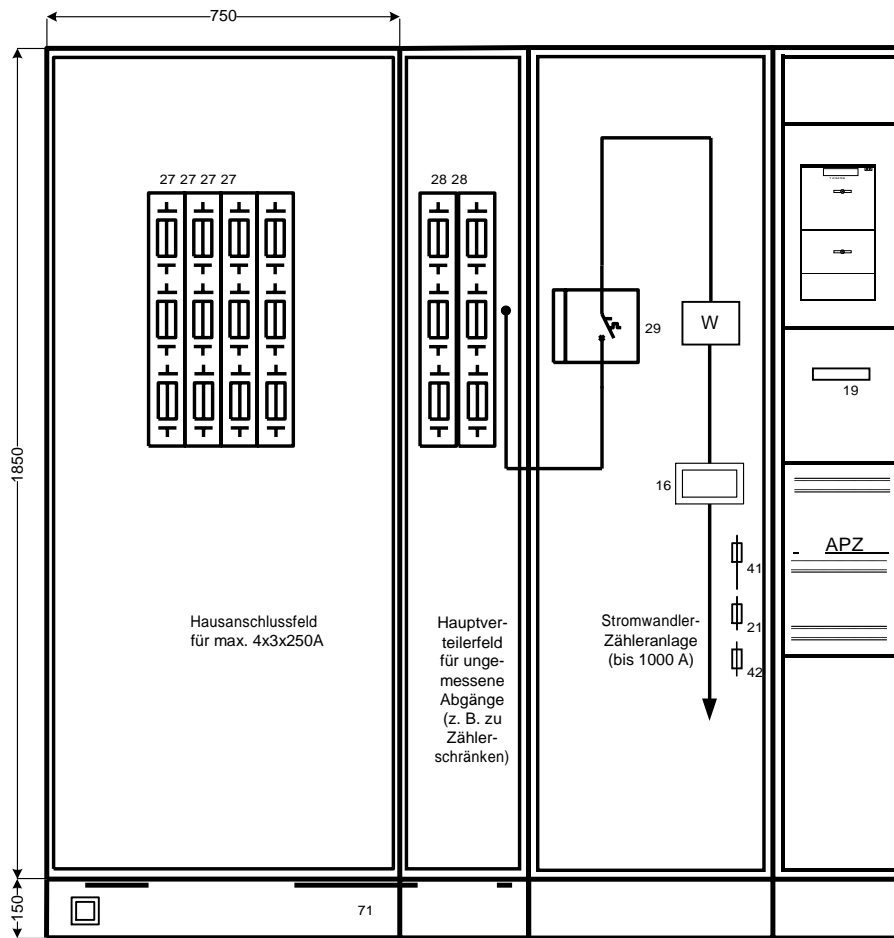 750
27 27 27 27
28 28
29
W
19
1850
16
APZ
41
21
42
Hausanschlussfeld
für max. 4x3x250A
Hauptver-
teilerfeld
für unge-
messene
Abgänge
(z. B. zu
Zähler-
schränken)
Stromwandler-
Zähleranlage
(bis 1000 A)
150
71